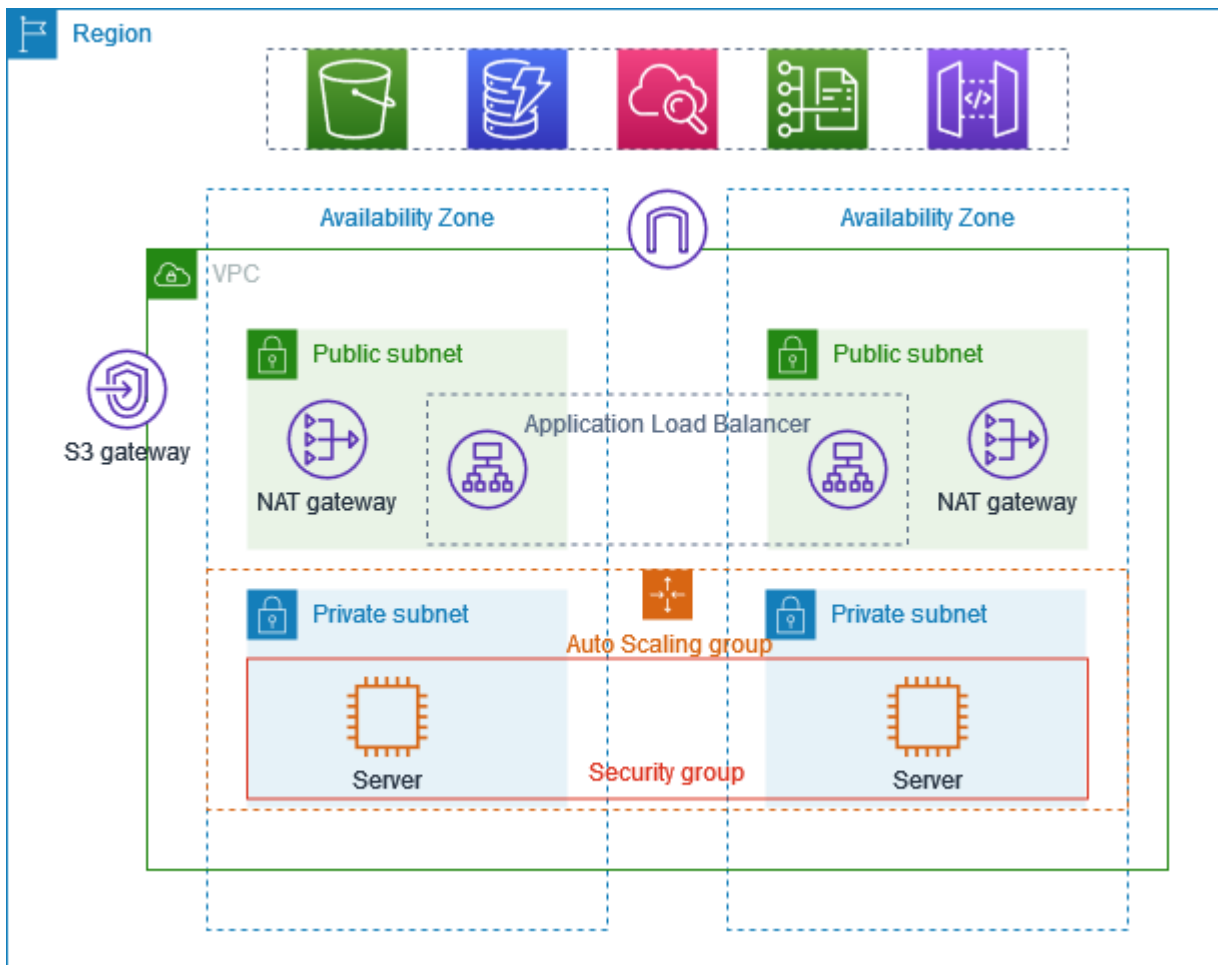 Region
Availability Zone
Availability Zone
VPC
Public subnet
Public subnet
Application Load Balancer
S3 gateway
NAT gateway
NAT gateway
Private subnet
Private subnet
Auto Scaling group
Security group
Server
Server